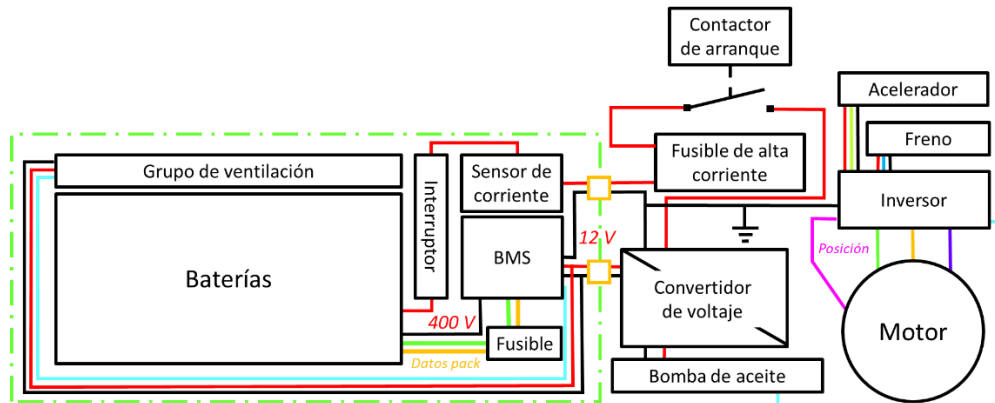 Contactor
de arranque
Acelerador
Freno
Fusible de alta
corriente
Grupo de ventilación
Interruptor
Sensor de
corriente
Inversor
12 V
BMS
Posición
Baterías
Convertidor
de voltaje
400 V
Motor
Fusible
Datos pack
Bomba de aceite